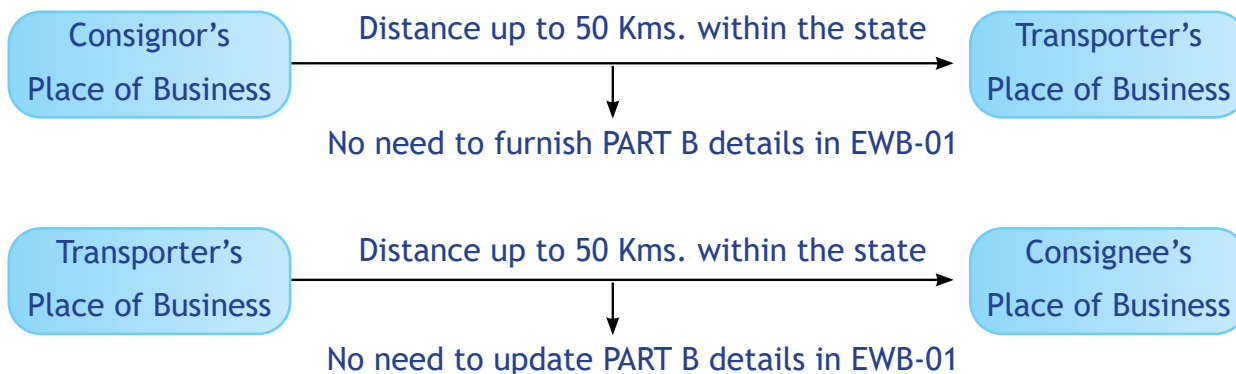 Consignor’s
Place of Business
Distance up to 50 Kms. within the state
Transporter’s
Place of Business
No need to furnish PART B details in EWB-01
Transporter’s
Place of Business
Distance up to 50 Kms. within the state
Consignee’s
Place of Business
No need to update PART B details in EWB-01